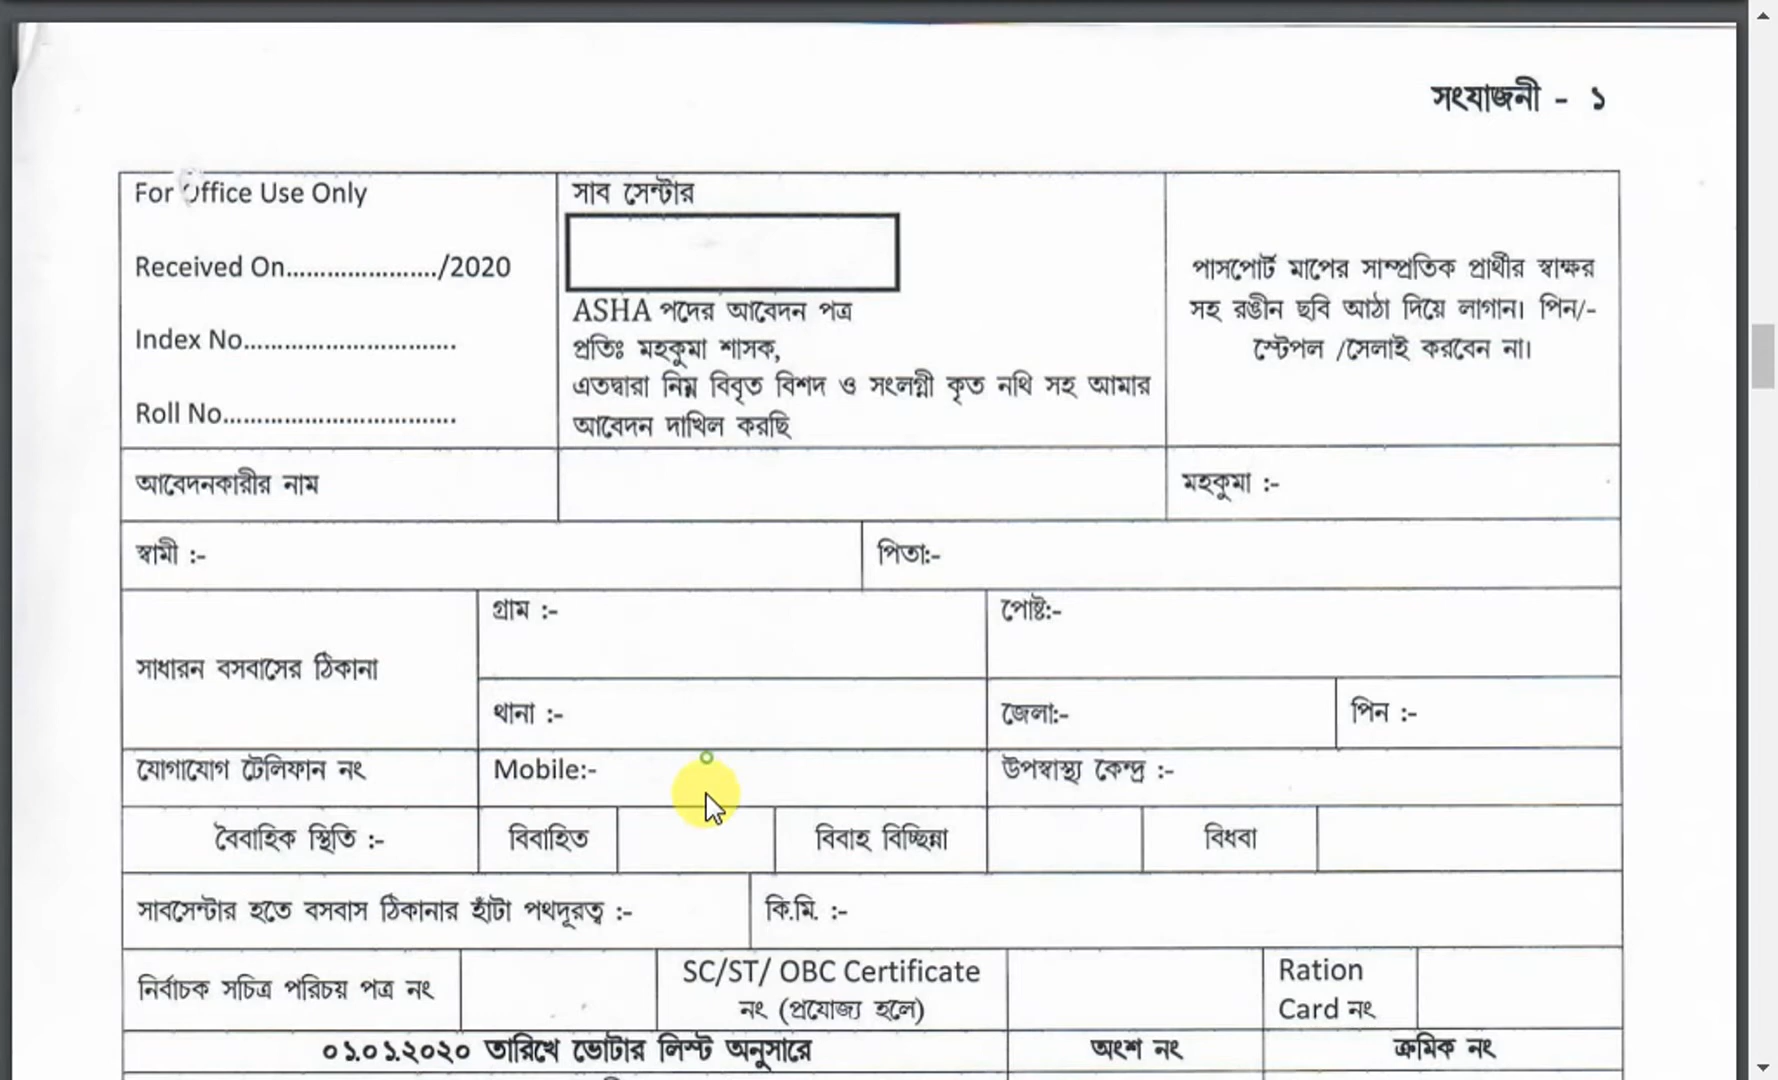 সংযাজনী - ১
For Office Use Only
Received On....................../2020
Index No...............................
Roll No..................................
সাব সেন্টার
ASHA পদের আবেদন পত্র
প্রতিঃ মহকুমা শাসক,
এতদ্বারা নিম্ন বিবৃত বিশদ ও সংলগ্নী কৃত নথি সহ আমার
আবেদন দাখিল করছি
পাসপোর্ট মাপের সাম্প্রতিক প্রার্থীর স্বাক্ষর
সহ রঙীন ছবি আঠা দিয়ে লাগান। পিন/-
স্টেপল /সেলাই করবেন না।
আবেদনকারীর নাম
মহকুমা :-
স্বামী :-
পিতা:-
সাধারন বসবাসের ঠিকানা
গ্রাম :-
পোষ্ট:-
থানা :-
জেলা:-
পিন :-
যোগাযোগ টেলিফান নং
Mobile:-
উপস্বাস্থ্য কেন্দ্র :-
বৈবাহিক স্থিতি :-
বিবাহিত
বিবাহ বিচ্ছিন্না
বিধবা
সাবসেন্টার হতে বসবাস ঠিকানার হাঁটা পথদূরত্ব :-
কি.মি. :-
নির্বাচক সচিত্র পরিচয় পত্র নং
SC/ST/ OBC Certificate
নং (প্রযোজ্য হলে)
Ration
Card নং
০১.০১.২০২০ তারিখে ভোটার লিস্ট অনুসারে
অংশ নং
ক্রমিক নং